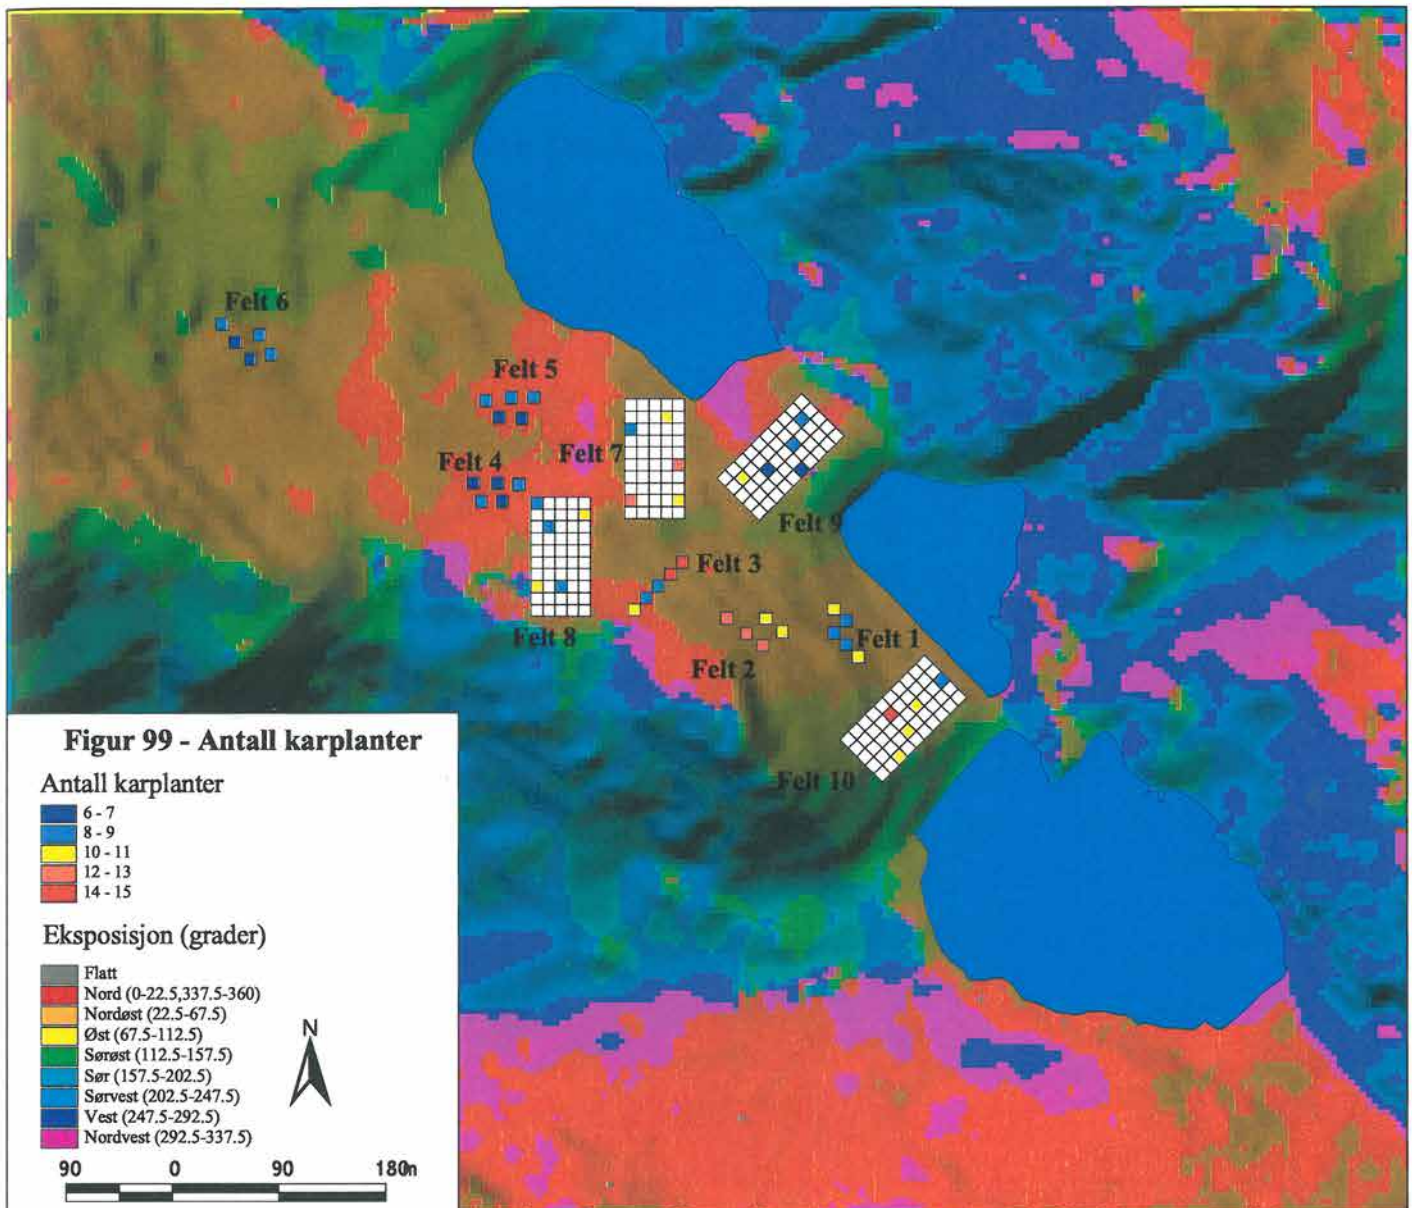 Felt 6
Felt 5
Felt 4
Felt 7
Felt 9
Felt 3
Felt 8
Felt 2
Felt 1
Felt 10
Figur 99 - Antall karplanter
Antall karplanter
6 - 7
8 - 9
10 - 11
12 - 13
14 - 15
Eksposisjon (grader)
Flatt
Nord (0-22.5,337.5-360)
Nordøst (22.5-67.5)
Øst (67.5-112.5)
Sørøst (112.5-157.5)
Sør (157.5-202.5)
Sørvest (202.5-247.5)
Vest (247.5-292.5)
Nordvest (292.5-337.5)
N
90 0 90 180m